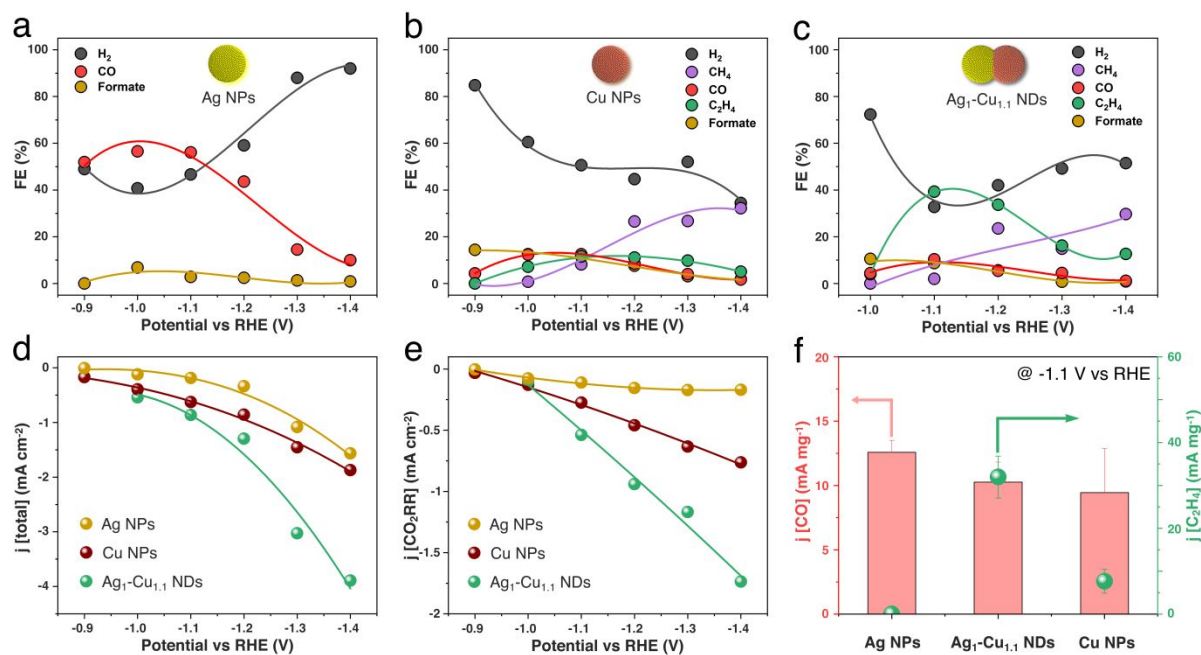 a
H₂
CO
Formate
Ag NPs
FE (%)
100
80
60
40
20
0
-0.9 -1.0 -1.1 -1.2 -1.3 -1.4
Potential vs RHE (V)
b
H₂
CH₄
CO
C₂H₄
Formate
Cu NPs
FE (%)
100
80
60
40
20
0
-0.9 -1.0 -1.1 -1.2 -1.3 -1.4
Potential vs RHE (V)
c
H₂
CH₄
CO
C₂H₄
Formate
Ag₁-Cu₁.₁ NDs
FE (%)
100
80
60
40
20
0
-1.0 -1.1 -1.2 -1.3 -1.4
Potential vs RHE (V)
d
j [total] (mA cm⁻²)
0
-1
-2
-3
-4
Ag NPs
Cu NPs
Ag₁-Cu₁.₁ NDs
-0.9 -1.0 -1.1 -1.2 -1.3 -1.4
Potential vs RHE (V)
e
j [CO₂RR] (mA cm⁻²)
0
-0.5
-1
-1.5
-2
Ag NPs
Cu NPs
Ag₁-Cu₁.₁ NDs
-0.9 -1.0 -1.1 -1.2 -1.3 -1.4
Potential vs RHE (V)
f
@ -1.1 V vs RHE
j [CO] (mA mg⁻¹)
20
15
10
5
0
j [C₂H₄] (mA mg⁻¹)
60
40
20
0
Ag NPs Ag₁-Cu₁.₁ NDs Cu NPs